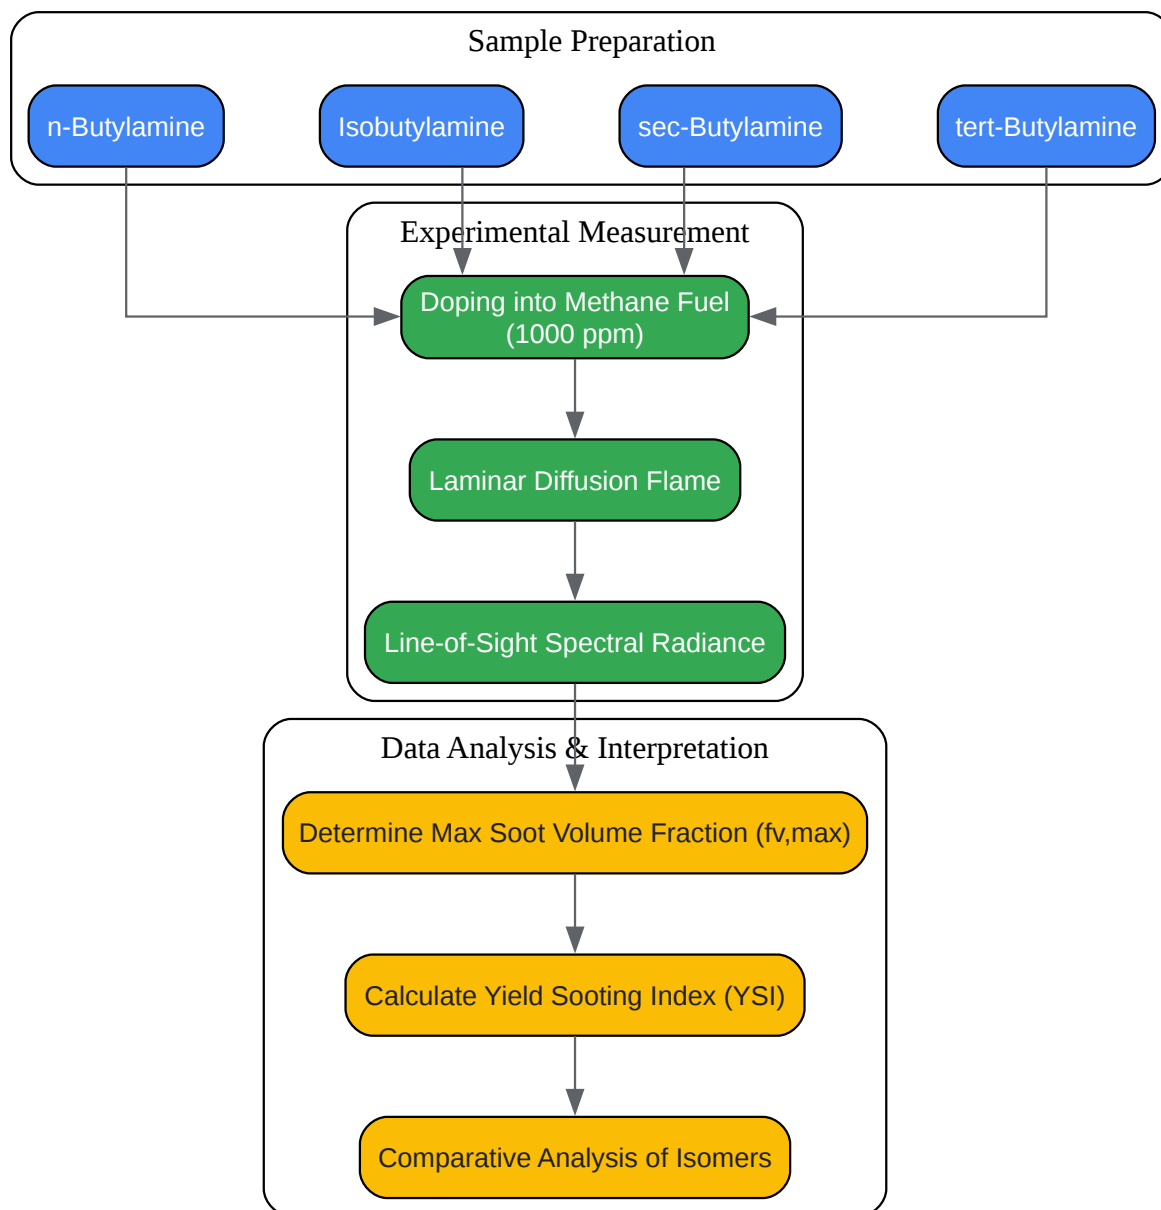 Sample Preparation
n-Butylamine
Isobutylamine
sec-Butylamine
tert-Butylamine
Experimental Measurement
Doping into Methane Fuel
(1000 ppm)
Laminar Diffusion Flame
Line-of-Sight Spectral Radiance
Data Analysis & Interpretation
Determine Max Soot Volume Fraction (fv,max)
Calculate Yield Sooting Index (YSI)
Comparative Analysis of Isomers